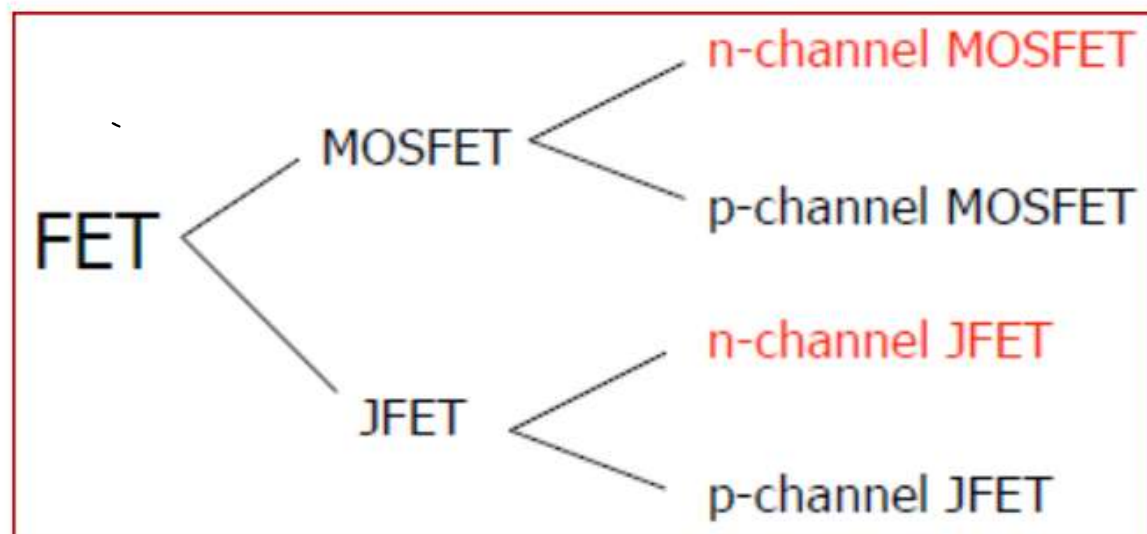 n-channel MOSFET
MOSFET
p-channel MOSFET
FET
n-channel JFET
JFET
p-channel JFET